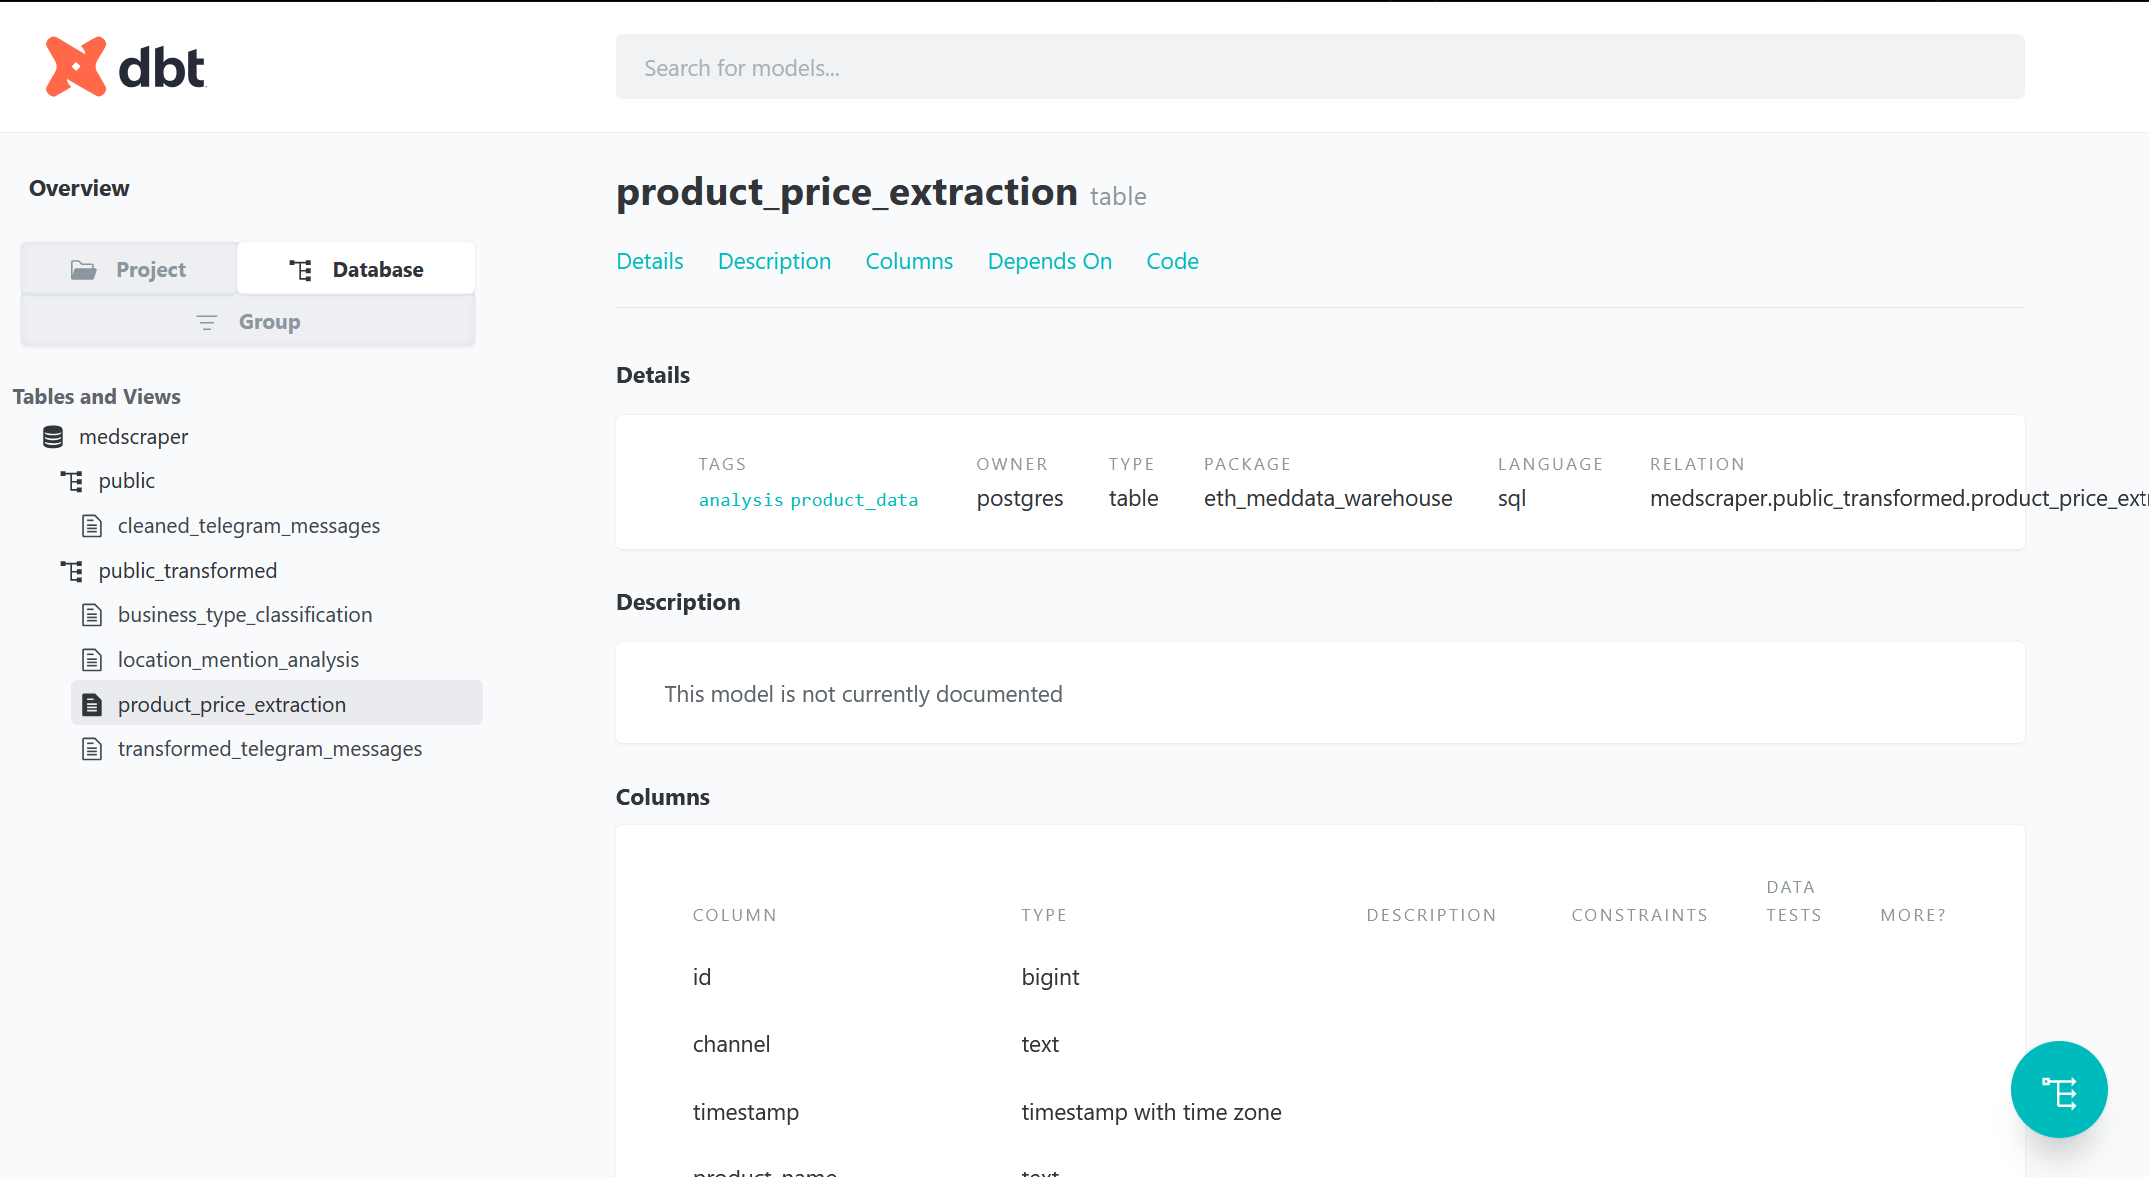 dbt
Search for models...
Overview
Project
Database
Group
Tables and Views
medscraper
public
cleaned_telegram_messages
public_transformed
business_type_classification
location_mention_analysis
product_price_extraction
transformed_telegram_messages
product_price_extraction table
Details Description Columns Depends On Code
Details
TAGS OWNER TYPE PACKAGE LANGUAGE RELATION
analysis product_data postgres table eth_meddata_warehouse sql medscraper.public_transformed.product_price_ext
Description
This model is not currently documented
Columns
COLUMN TYPE DESCRIPTION CONSTRAINTS DATA TESTS MORE?
id bigint
channel text
timestamp timestamp with time zone
product_name text